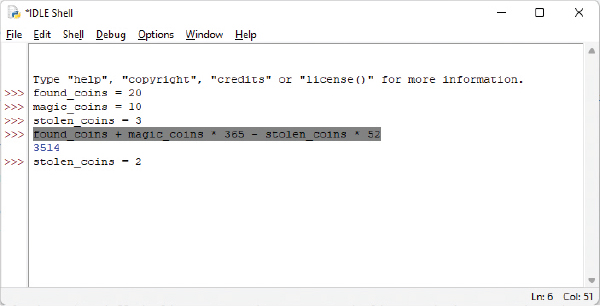 *IDLE Shell
File Edit Shell Debug Options Window Help
Type "help", "copyright", "credits" or "license()" for more information.
>>> found_coins = 20
>>> magic_coins = 10
>>> stolen_coins = 3
>>> found_coins + magic_coins * 365 - stolen_coins * 52
3514
>>> stolen_coins = 2
Ln: 6 Col: 51